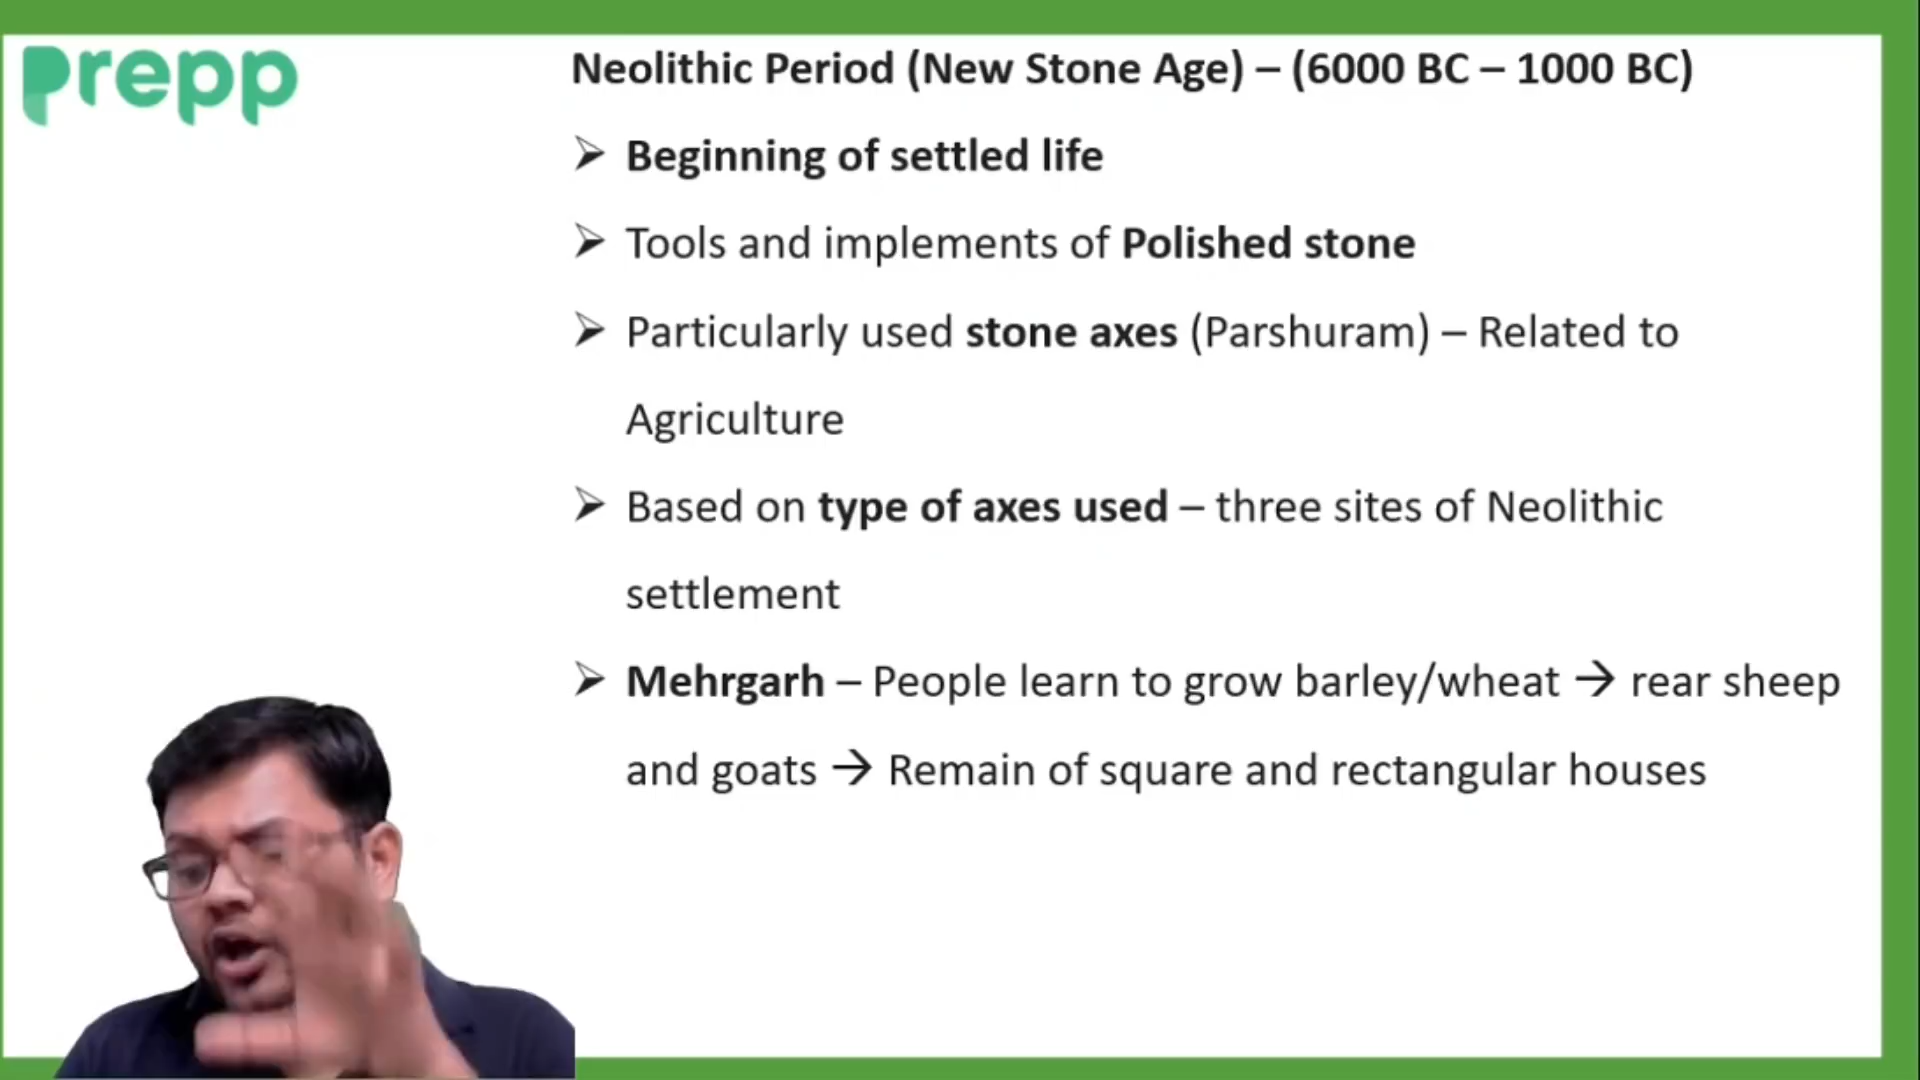 prepp
Neolithic Period (New Stone Age) – (6000 BC – 1000 BC)
➢ Beginning of settled life
➢ Tools and implements of Polished stone
➢ Particularly used stone axes (Parshuram) – Related to
Agriculture
➢ Based on type of axes used – three sites of Neolithic
settlement
➢ Mehrgarh – People learn to grow barley/wheat → rear sheep
and goats → Remain of square and rectangular houses